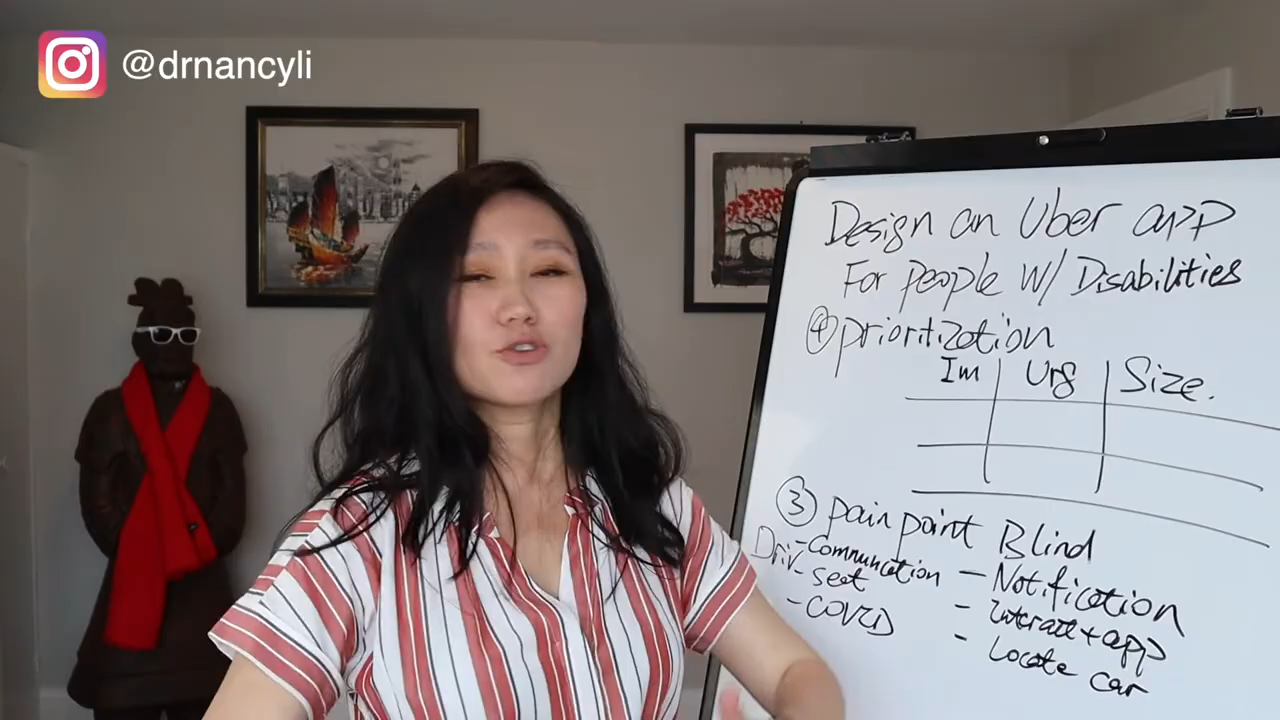 @drnancyli
Design an Uber app
For People W/ Disabilities
④ prioritization
Im Urg Size.
③ pain point Blind
Driv - Communcation - Notification
- seat - Interact + app
- COVID - Locate car